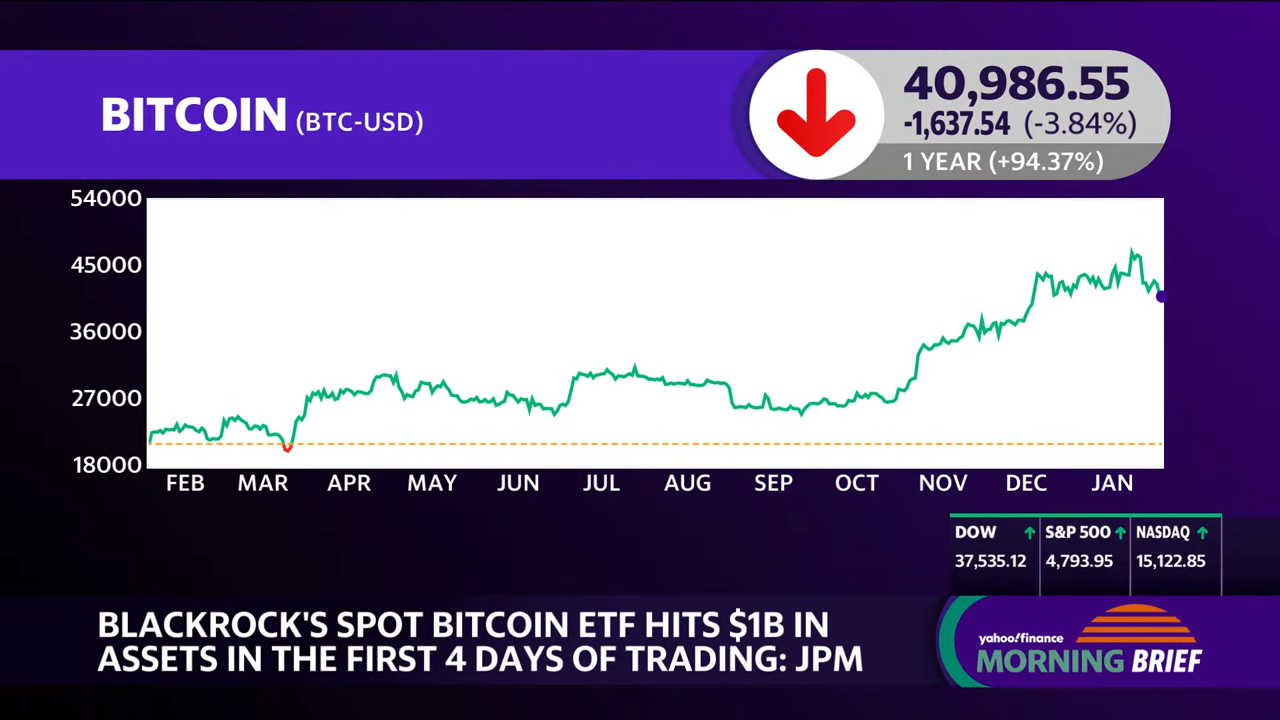 BITCOIN (BTC-USD)
40,986.55
-1,637.54 (-3.84%)
1 YEAR (+94.37%)
54000
45000
36000
27000
18000
FEB MAR APR MAY JUN JUL AUG SEP OCT NOV DEC JAN
DOW S&P 500 NASDAQ
37,535.12 4,793.95 15,122.85
BLACKROCK'S SPOT BITCOIN ETF HITS $1B IN
ASSETS IN THE FIRST 4 DAYS OF TRADING: JPM
yahoo!finance
MORNING BRIEF